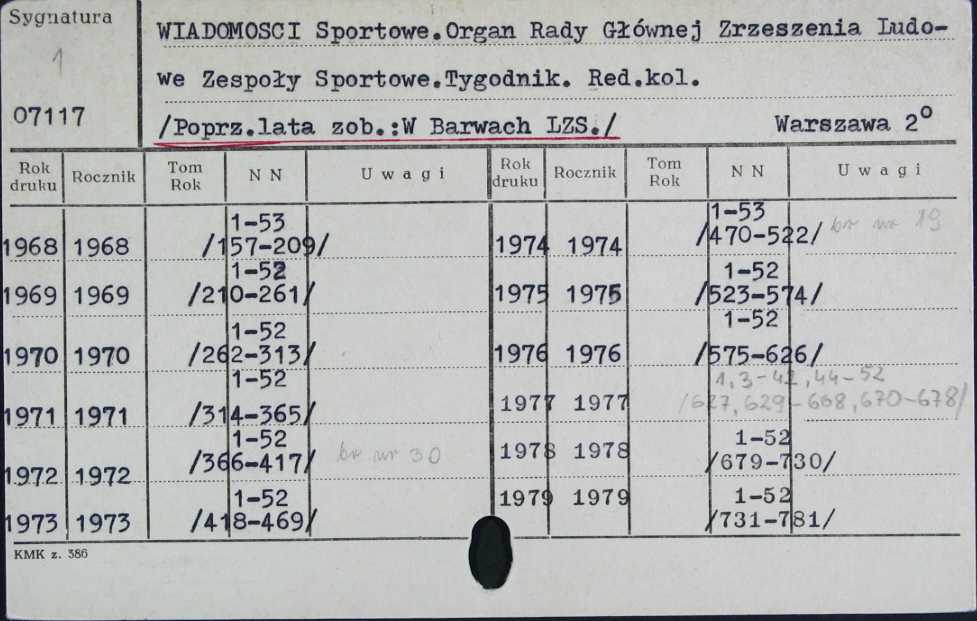 Sygnatura
1
07117
WIADOMOSCI Sportowe.Organ Rady Głównej Zrzeszenia Ludo-
we Zespoły Sportowe.Tygodnik. Red.kol.
/Poprz.lata zob.:W Barwach LZS./ Warszawa 2°
Rok druku Rocznik Tom Rok N N U w a g i Rok druku Rocznik Tom Rok N N U w a g i
1968 1968 1-53 /157-209/ 1974 1974 1-53 /470-522/ br nr 19
1969 1969 1-52 /210-261/ 1975 1975 1-52 /523-574/
1970 1970 1-52 /262-313/ 1976 1976 1-52 /575-626/
1971 1971 1-52 /314-365/ 1977 1977 1,3-42,44-52 /627,629-668,670-678/
1972 1972 1-52 /366-417/ br nr 30 1978 1978 1-52 /679-730/
1973 1973 1-52 /418-469/ 1979 1979 1-52 /731-781/
KMK z. 386